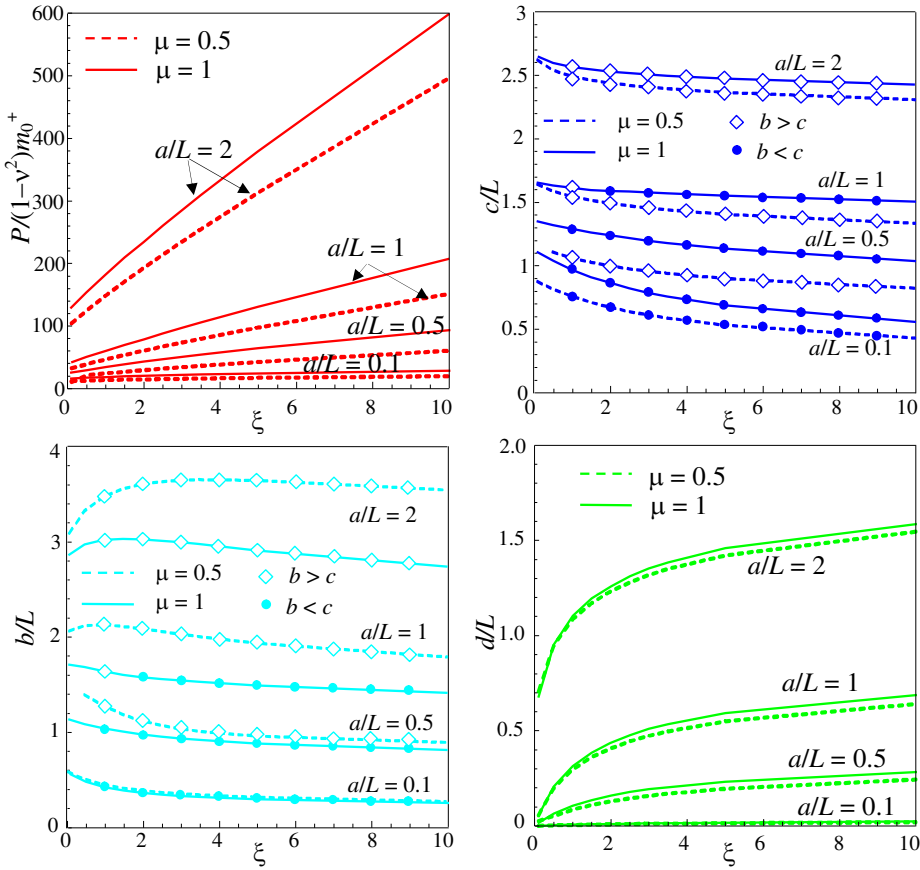 600
500
400
300
200
100
0
P/(1−ν²)m₀⁺
μ = 0.5
μ = 1
a/L = 2
a/L = 1
a/L = 0.5
a/L = 0.1
0 2 4 6 8 10
ξ
3
2.5
2
1.5
1
0.5
0
c/L
a/L = 2
μ = 0.5 b > c
μ = 1 b < c
a/L = 1
a/L = 0.5
a/L = 0.1
0 2 4 6 8 10
ξ
4
3
2
1
0
b/L
a/L = 2
μ = 0.5 b > c
μ = 1 b < c
a/L = 1
a/L = 0.5
a/L = 0.1
0 2 4 6 8 10
ξ
2.0
1.5
1.0
0.5
0
d/L
μ = 0.5
μ = 1
a/L = 2
a/L = 1
a/L = 0.5
a/L = 0.1
0 2 4 6 8 10
ξ